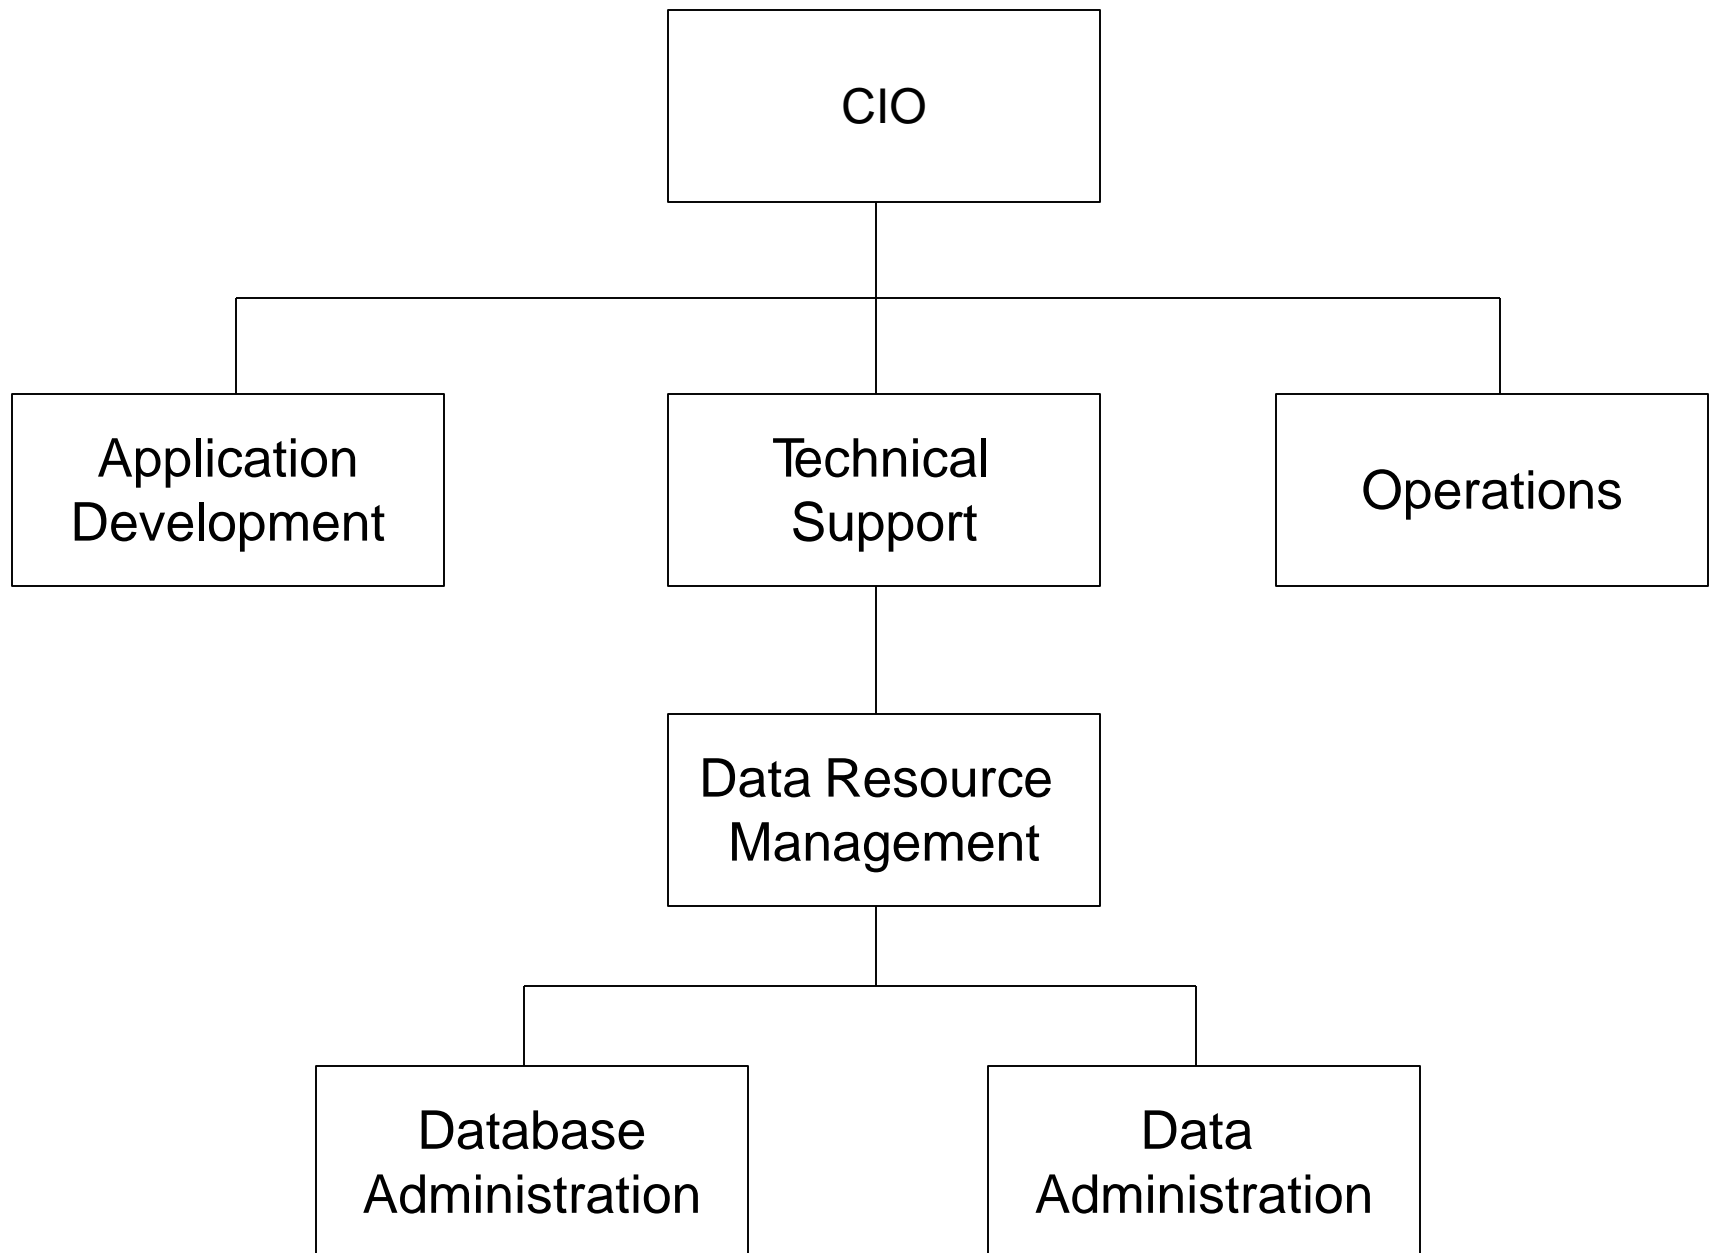 CIO
Application
Development
Technical
Support
Operations
Data Resource
Management
Database
Administration
Data
Administration